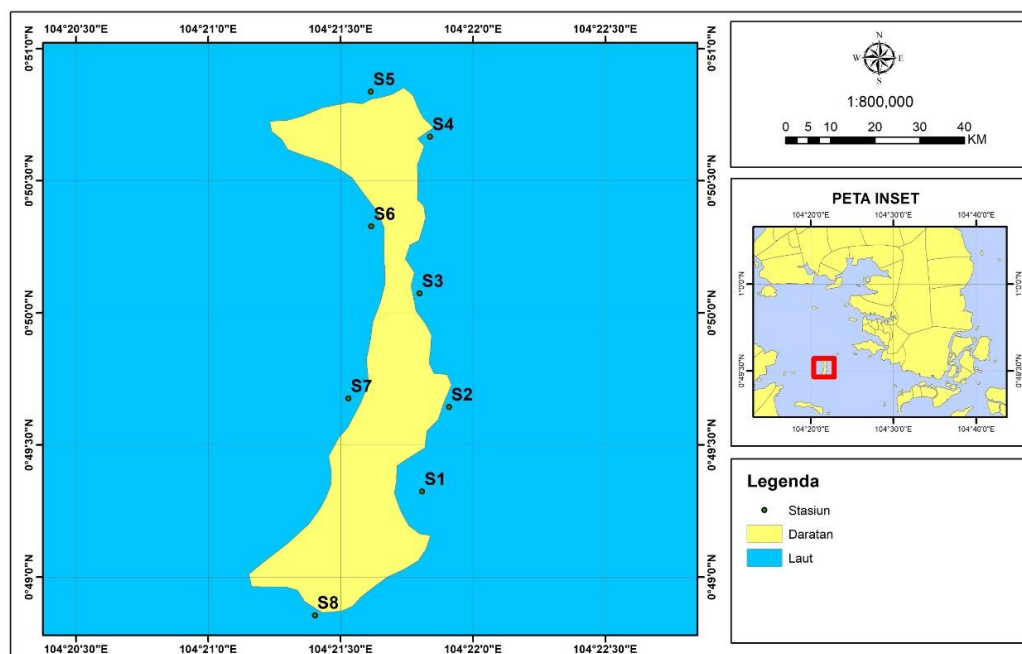 104°20'30"E 104°21'0"E 104°21'30"E 104°22'0"E 104°22'30"E
0°51'0"N 0°51'0"N
S5
S4
0°50'30"N 0°50'30"N
S6
S3
0°50'0"N 0°50'0"N
S7
S2
0°49'30"N 0°49'30"N
S1
0°49'0"N 0°49'0"N
S8
104°20'30"E 104°21'0"E 104°21'30"E 104°22'0"E 104°22'30"E
N
W E
S
1:800,000
0 5 10 20 30 40
KM
PETA INSET
104°20'0"E 104°30'0"E 104°40'0"E
1°0'0"N 1°0'0"N
0°49'30"N 0°49'30"N
104°20'0"E 104°30'0"E 104°40'0"E
Legenda
Stasiun
Daratan
Laut